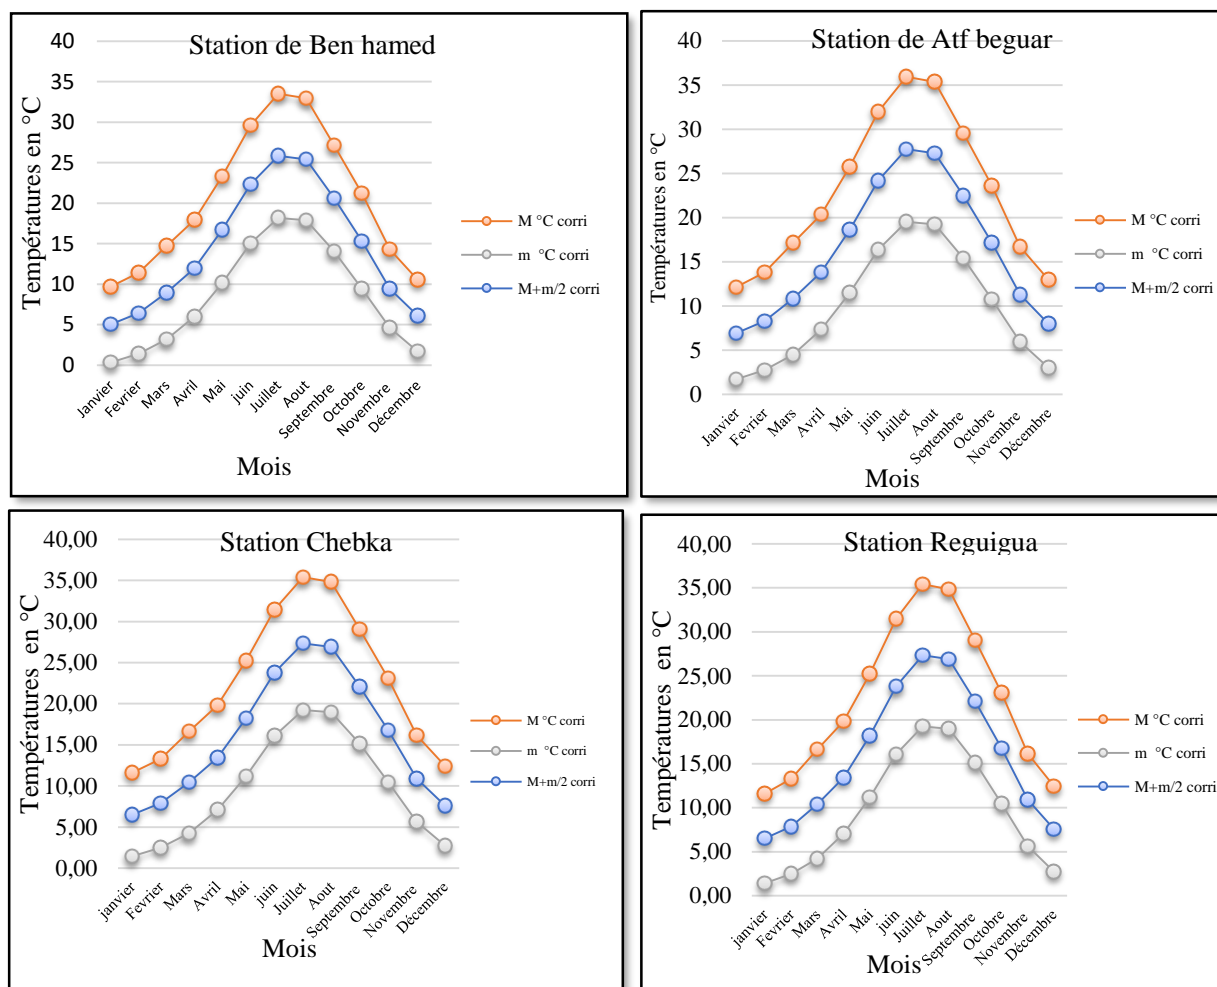 Station de Ben hamed
Températures en °C
40
35
30
25
20
15
10
5
0
Janvier
Fevrier
Mars
Avril
Mai
juin
Juillet
Aout
Septembre
Octobre
Novembre
Décembre
Mois
M °C corri
m °C corri
M+m/2 corri
Station de Atf beguar
Températures en °C
40
35
30
25
20
15
10
5
0
Janvier
Fevrier
Mars
Avril
Mai
juin
Juillet
Aout
Septembre
Octobre
Novembre
Décembre
Mois
M °C corri
m °C corri
M+m/2 corri
Station Chebka
Températures en °C
40,00
35,00
30,00
25,00
20,00
15,00
10,00
5,00
0,00
janvier
Fevrier
Mars
Avril
Mai
juin
Juillet
Aout
Septembre
Octobre
Novembre
Décembre
Mois
M °C corri
m °C corri
M+m/2 corri
Station Reguigua
Températures en °C
40,00
35,00
30,00
25,00
20,00
15,00
10,00
5,00
0,00
janvier
Fevrier
Mars
Avril
Mai
juin
Juillet
Aout
Septembre
Octobre
Novembre
Décembre
Mois
M °C corri
m °C corri
M+m/2 corri